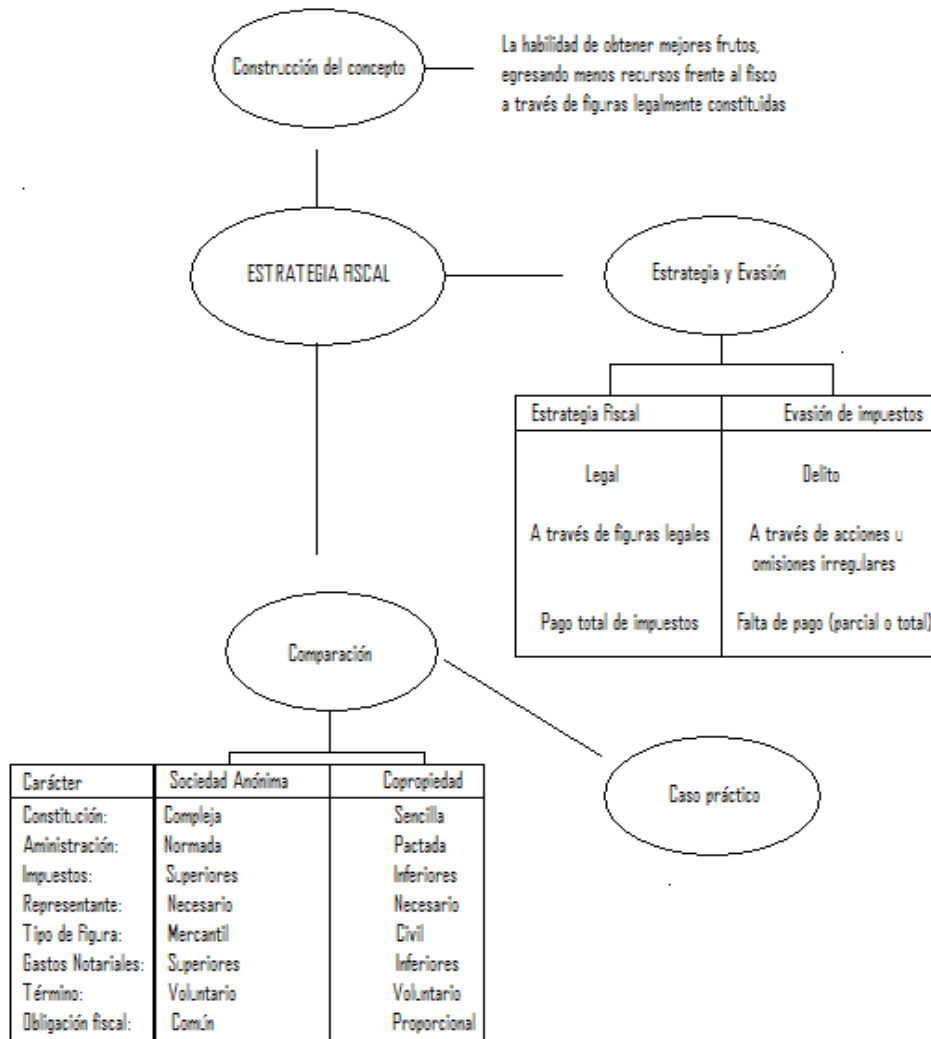 Construcción del concepto
La habilidad de obtener mejores frutos,
egresando menos recursos frente al fisco
a través de figuras legalmente constituidas
ESTRATEGIA FISCAL
Estrategia y Evasión
Estrategia Fiscal Evasión de impuestos
Legal Delito
A través de figuras legales A través de acciones u
omisiones irregulares
Pago total de impuestos Falta de pago (parcial o total)
Comparación
Caso práctico
Carácter Sociedad Anónima Copropiedad
Constitución: Compleja Sencilla
Aministración: Normada Pactada
Impuestos: Superiores Inferiores
Representante: Necesario Necesario
Tipo de Figura: Mercantil Civil
Gastos Notariales: Superiores Inferiores
Término: Voluntario Voluntario
Obligación fiscal: Común Proporcional